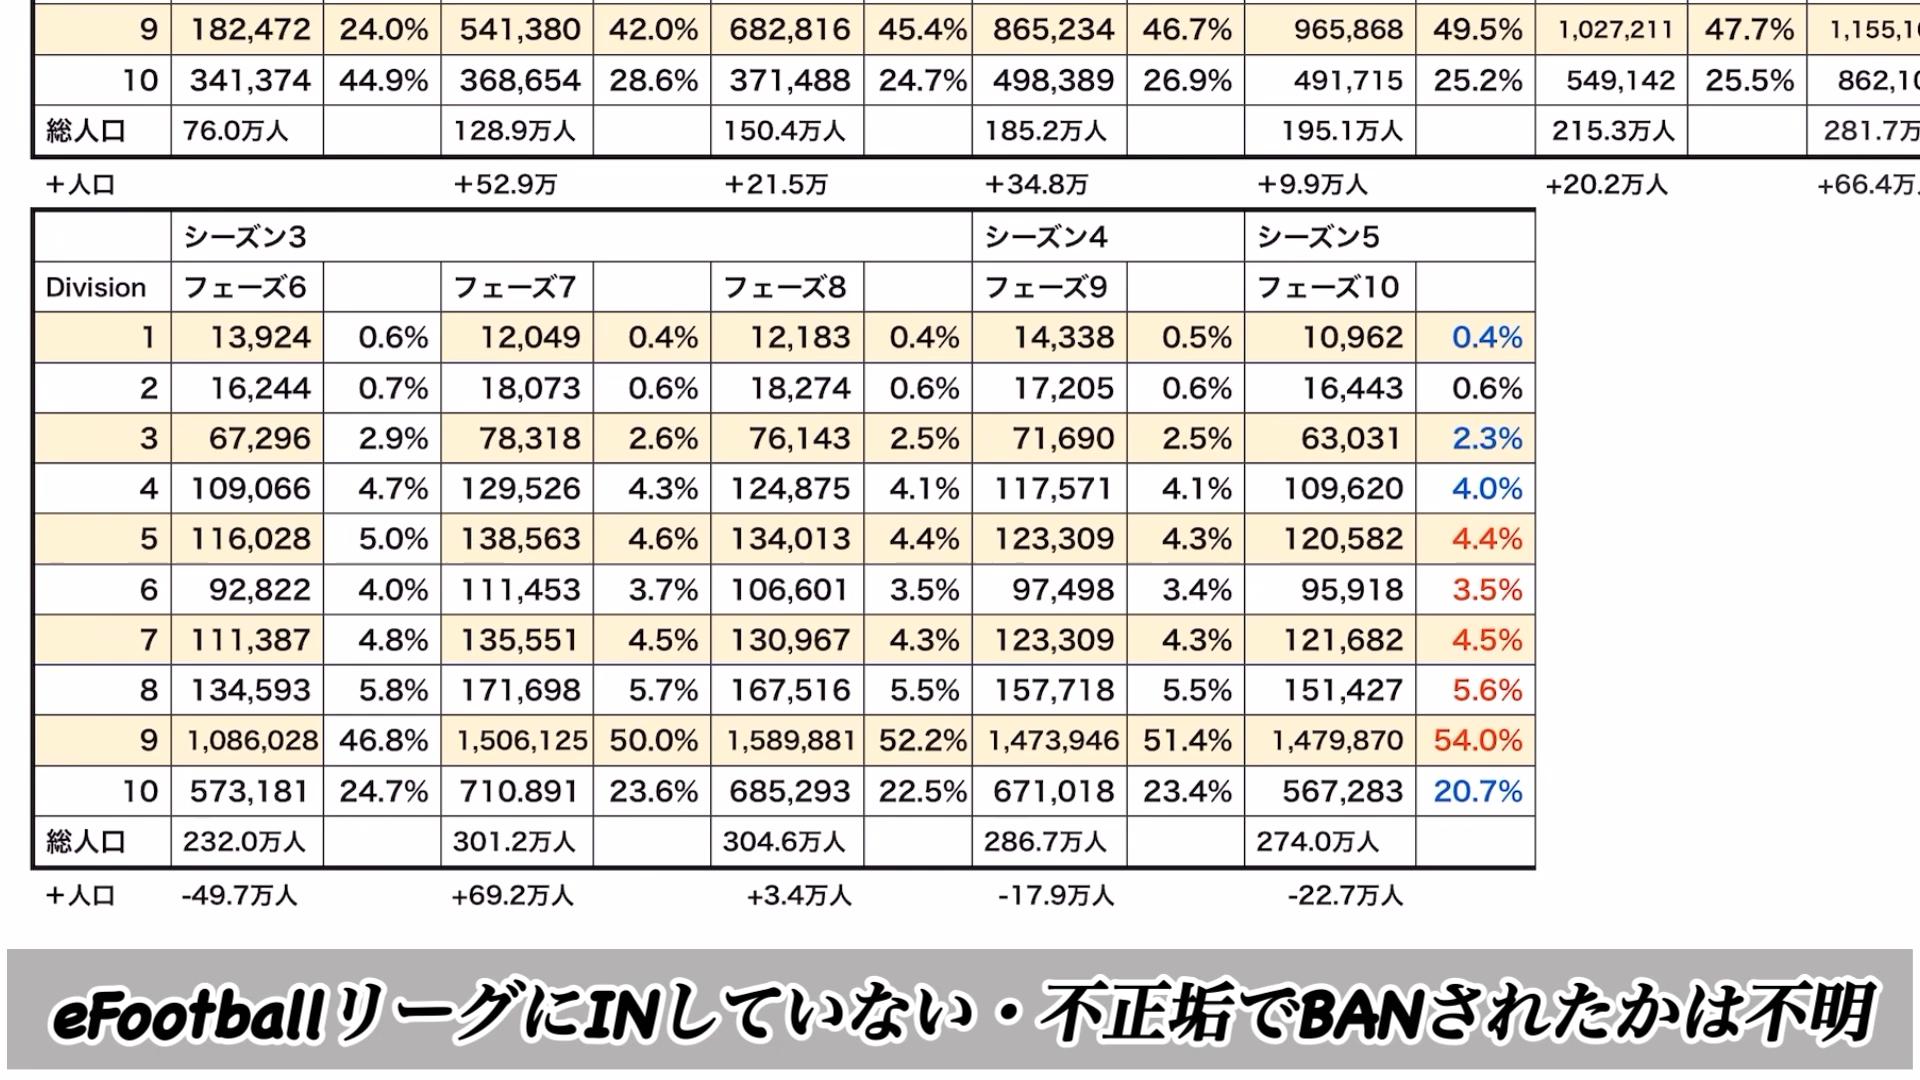 9 182,472 24.0% 541,380 42.0% 682,816 45.4% 865,234 46.7% 965,868 49.5% 1,027,211 47.7%
10 341,374 44.9% 368,654 28.6% 371,488 24.7% 498,389 26.9% 491,715 25.2% 549,142 25.5%
総人口 76.0万人 128.9万人 150.4万人 185.2万人 195.1万人 215.3万人 281.7万
＋人口 ＋52.9万 ＋21.5万 ＋34.8万 ＋9.9万人 +20.2万人 +66.4万
シーズン3 シーズン4 シーズン5
Division フェーズ6 フェーズ7 フェーズ8 フェーズ9 フェーズ10
1 13,924 0.6% 12,049 0.4% 12,183 0.4% 14,338 0.5% 10,962 0.4%
2 16,244 0.7% 18,073 0.6% 18,274 0.6% 17,205 0.6% 16,443 0.6%
3 67,296 2.9% 78,318 2.6% 76,143 2.5% 71,690 2.5% 63,031 2.3%
4 109,066 4.7% 129,526 4.3% 124,875 4.1% 117,571 4.1% 109,620 4.0%
5 116,028 5.0% 138,563 4.6% 134,013 4.4% 123,309 4.3% 120,582 4.4%
6 92,822 4.0% 111,453 3.7% 106,601 3.5% 97,498 3.4% 95,918 3.5%
7 111,387 4.8% 135,551 4.5% 130,967 4.3% 123,309 4.3% 121,682 4.5%
8 134,593 5.8% 171,698 5.7% 167,516 5.5% 157,718 5.5% 151,427 5.6%
9 1,086,028 46.8% 1,506,125 50.0% 1,589,881 52.2% 1,473,946 51.4% 1,479,870 54.0%
10 573,181 24.7% 710.891 23.6% 685,293 22.5% 671,018 23.4% 567,283 20.7%
総人口 232.0万人 301.2万人 304.6万人 286.7万人 274.0万人
＋人口 -49.7万人 +69.2万人 +3.4万人 -17.9万人 -22.7万人
eFootballリーグにINしていない・不正垢でBANされたかは不明